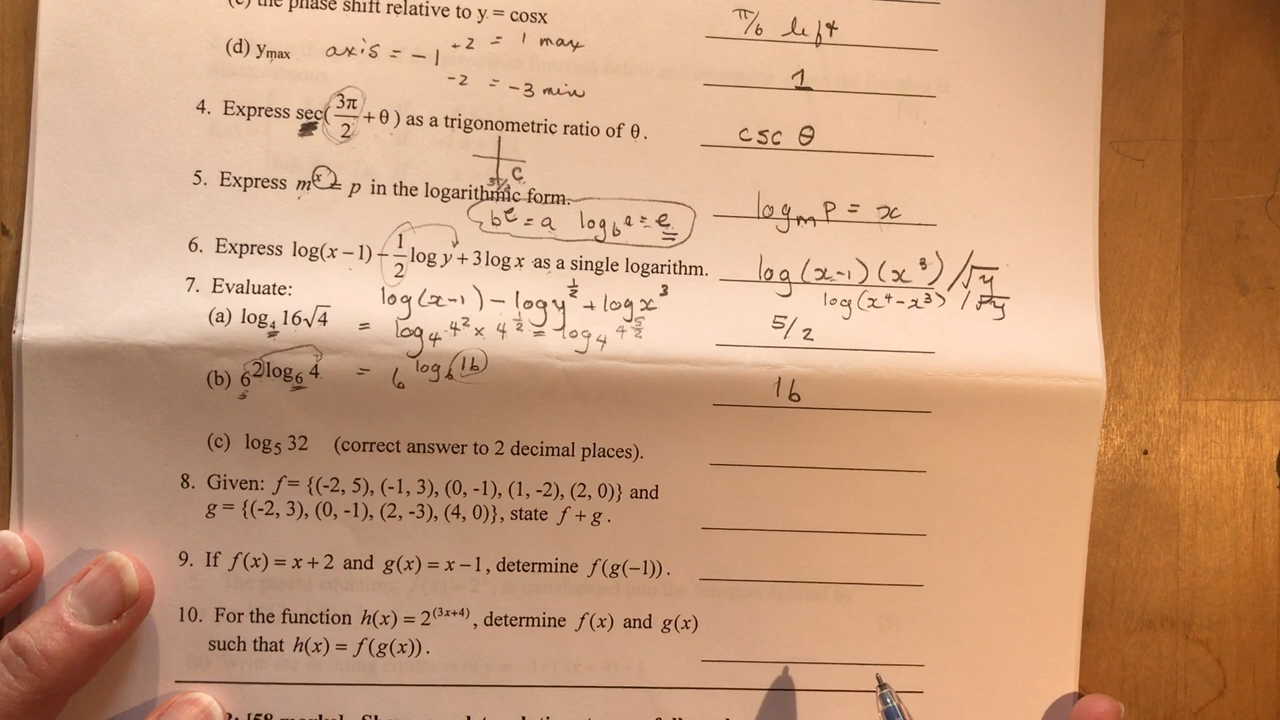 the phase shift relative to y = cosx
π/6 left
(d) ymax axis = -1 +2 = 1 max
-2 = -3 min
1
4. Express sec(3π/2 + θ) as a trigonometric ratio of θ.
csc θ
C
5. Express m^x = p in the logarithmic form.
log_m P = x
b^e = a log_b a = e
6. Express log(x − 1) − 1/2 log y + 3 log x as a single logarithm.
log(x-1)(x^3)/√y
log(x^4-x^3)/√y
7. Evaluate:
log(x-1) - log y^1/2 + log x^3
(a) log₄ 16√4 = log₄ 4² × 4^1/2 = log₄ 4^5/2
5/2
(b) 6^2log₆ 4 = 6^log₆ 16
16
(c) log₅ 32 (correct answer to 2 decimal places).
8. Given: f = {(-2, 5), (-1, 3), (0, -1), (1, -2), (2, 0)} and
g = {(-2, 3), (0, -1), (2, -3), (4, 0)}, state f + g.
9. If f(x) = x + 2 and g(x) = x − 1, determine f(g(−1)).
10. For the function h(x) = 2^(3x+4), determine f(x) and g(x)
such that h(x) = f(g(x)).